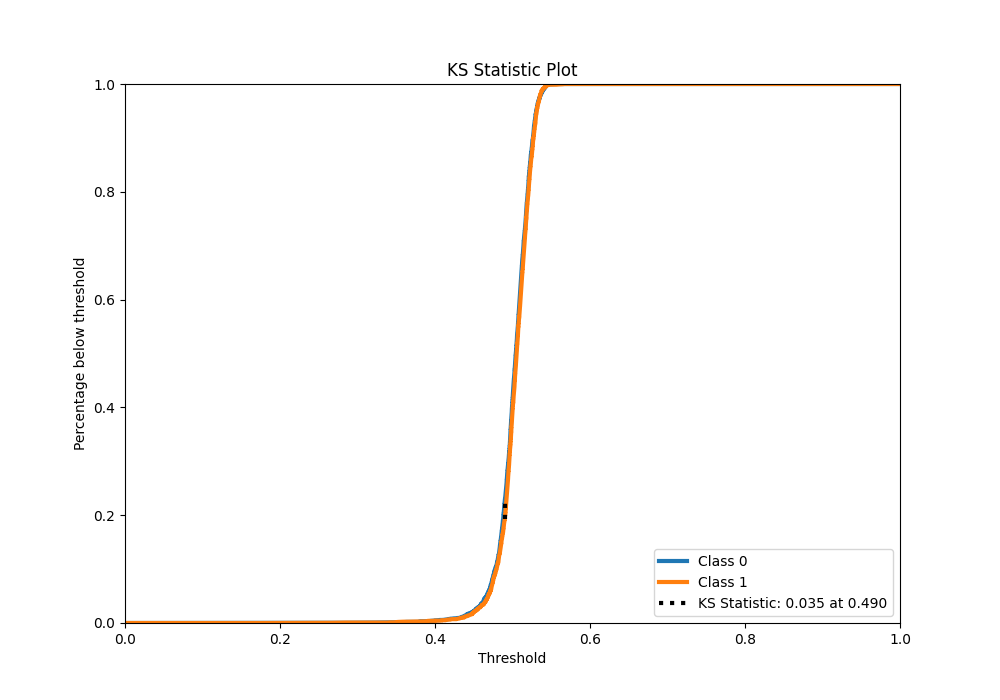 KS Statistic Plot
1.0
0.8
0.6
0.4
0.2
0.0
Percentage below threshold
0.0 0.2 0.4 0.6 0.8 1.0
Threshold
Class 0
Class 1
KS Statistic: 0.035 at 0.490